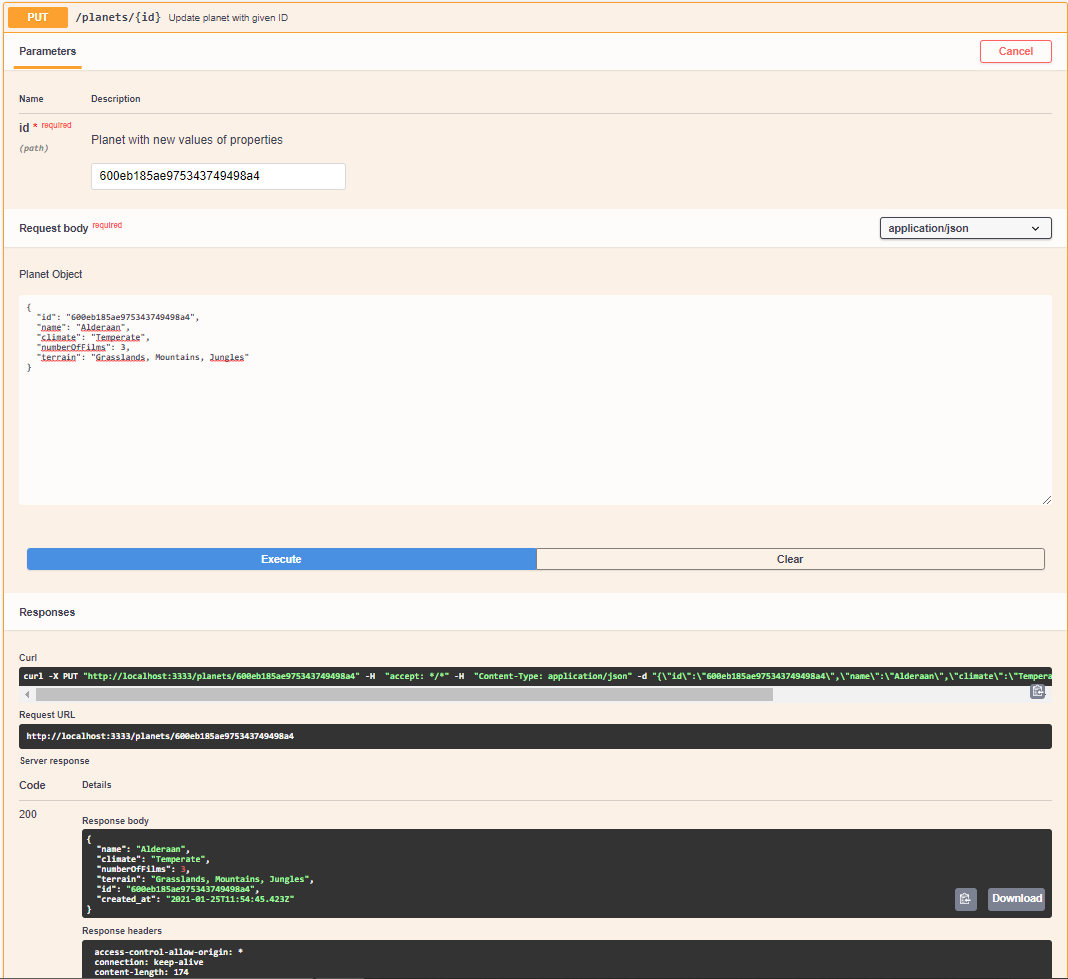 PUT /planets/{id} Update planet with given ID
Parameters
Cancel
Name Description
id * required
(path)
Planet with new values of properties
600eb185ae975343749498a4
Request body required
application/json
Planet Object
{
"id": "600eb185ae975343749498a4",
"name": "Alderaan",
"climate": "Temperate",
"numberOfFilms": 3,
"terrain": "Grasslands, Mountains, Jungles"
}
Execute
Clear
Responses
Curl
curl -X PUT "http://localhost:3333/planets/600eb185ae975343749498a4" -H  "accept: */*" -H  "Content-Type: application/json" -d "{\"id\":\"600eb185ae975343749498a4\",\"name\":\"Alderaan\",\"climate\":\"Tempera
Request URL
http://localhost:3333/planets/600eb185ae975343749498a4
Server response
Code Details
200
Response body
{
"name": "Alderaan",
"climate": "Temperate",
"numberOfFilms": 3,
"terrain": "Grasslands, Mountains, Jungles",
"id": "600eb185ae975343749498a4",
"created_at": "2021-01-25T11:54:45.423Z"
}
Download
Response headers
access-control-allow-origin: *
connection: keep-alive
content-length: 174